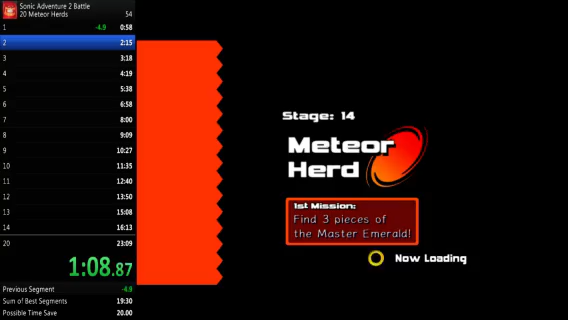 Sonic Adventure 2 Battle
20 Meteor Herds 54
1 -4.9 0:58
2 2:15
3 3:18
4 4:19
5 5:38
6 6:58
7 8:00
8 9:09
9 10:27
10 11:35
11 12:40
12 13:50
13 15:08
14 16:13
20 23:09
1:08.87
Previous Segment -4.9
Sum of Best Segments 19:30
Possible Time Save 20.00
Stage: 14
Meteor
Herd
1st Mission:
Find 3 pieces of
the Master Emerald!
Now Loading